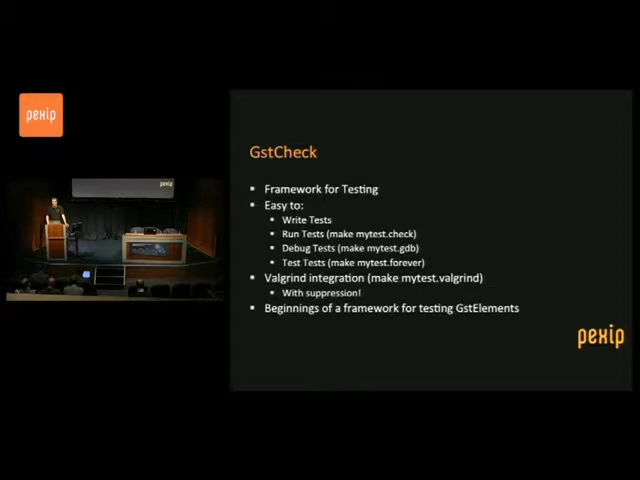 pexip
GstCheck
▪ Framework for Testing
▪ Easy to:
▪ Write Tests
▪ Run Tests (make mytest.check)
▪ Debug Tests (make mytest.gdb)
▪ Test Tests (make mytest.forever)
▪ Valgrind integration (make mytest.valgrind)
▪ With suppression!
▪ Beginnings of a framework for testing GstElements
pexip
pexip